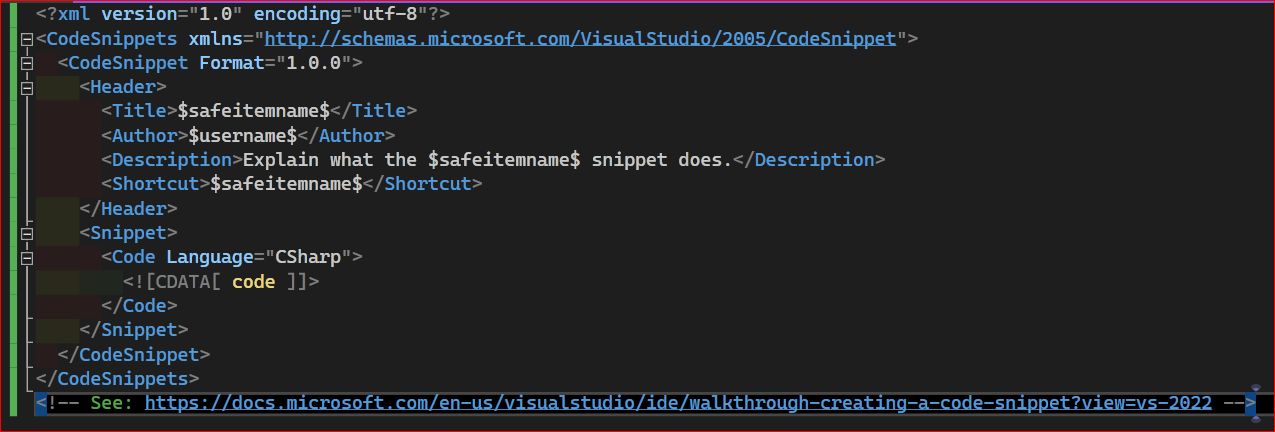 <?xml version="1.0" encoding="utf-8"?>
<CodeSnippets xmlns="http://schemas.microsoft.com/VisualStudio/2005/CodeSnippet">
  <CodeSnippet Format="1.0.0">
    <Header>
      <Title>$safeitemname$</Title>
      <Author>$username$</Author>
      <Description>Explain what the $safeitemname$ snippet does.</Description>
      <Shortcut>$safeitemname$</Shortcut>
    </Header>
    <Snippet>
      <Code Language="CSharp">
        <![CDATA[ code ]]>
      </Code>
    </Snippet>
  </CodeSnippet>
</CodeSnippets>
<!-- See: https://docs.microsoft.com/en-us/visualstudio/ide/walkthrough-creating-a-code-snippet?view=vs-2022 -->